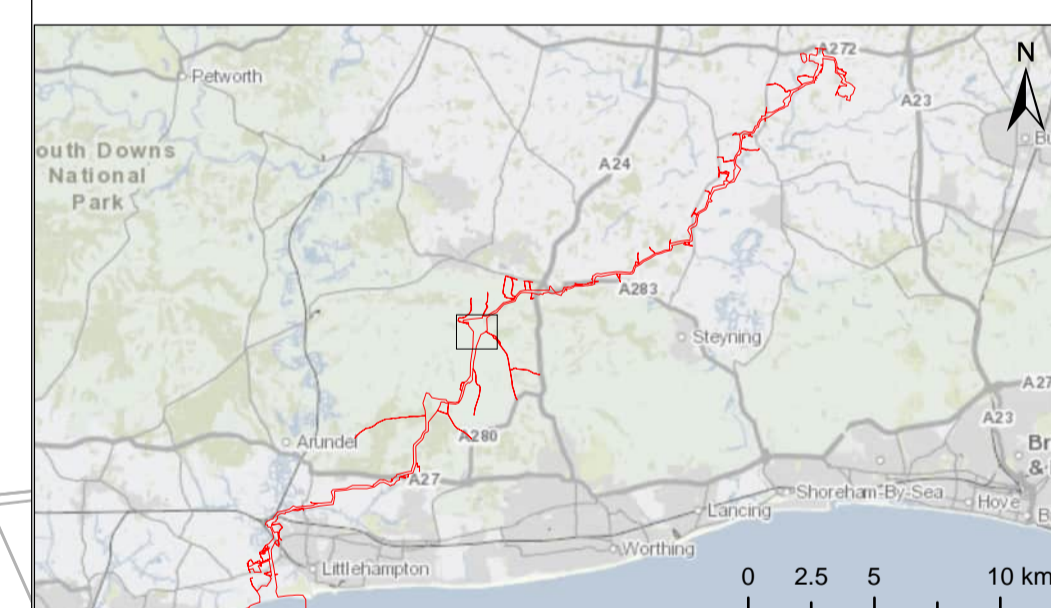 A272
N
Petworth
A23
Bu
outh Downs
National
Park
A24
A283
Steyning
A27
A23
Arundel
A280
Br
&
A27
Shoreham-By-Sea
Hove
B
Lancing
Worthing
Littlehampton
0 2.5 5 10 km